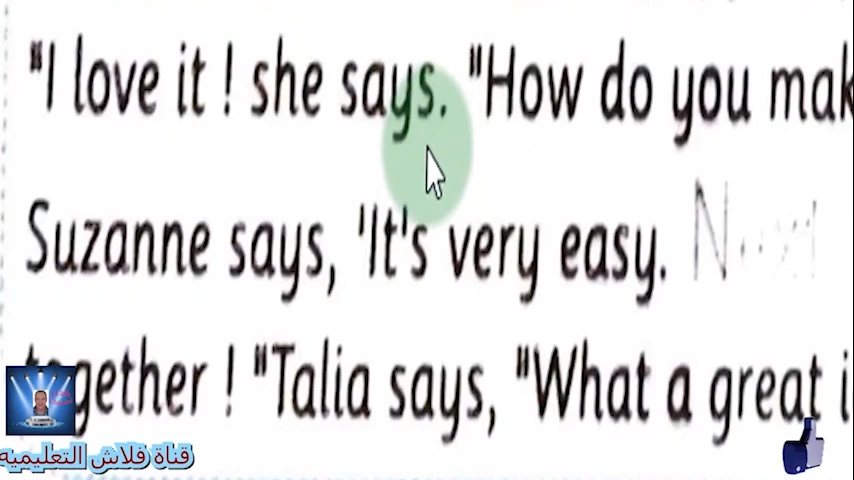 "I love it ! she says. "How do you mak
Suzanne says, 'It's very easy.
together ! "Talia says, "What a great i
قناة فلاش التعليميه